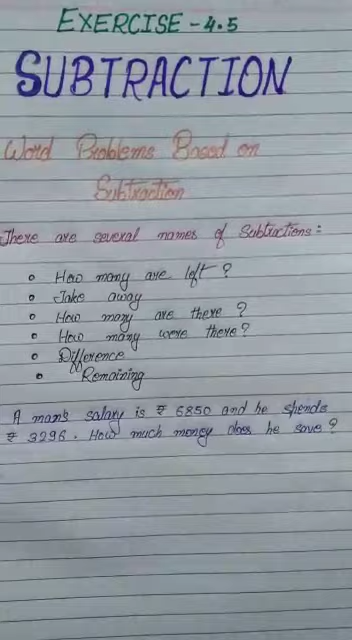 EXERCISE - 4.5
SUBTRACTION
Word Problems Based on
Subtraction
There are several names of Subtractions:
• How many are left?
• Take away
• How many are there?
• How many were there?
• Difference
• Remaining
A man's salary is ₹ 6850 and he spends
₹ 3296. How much money does he save?